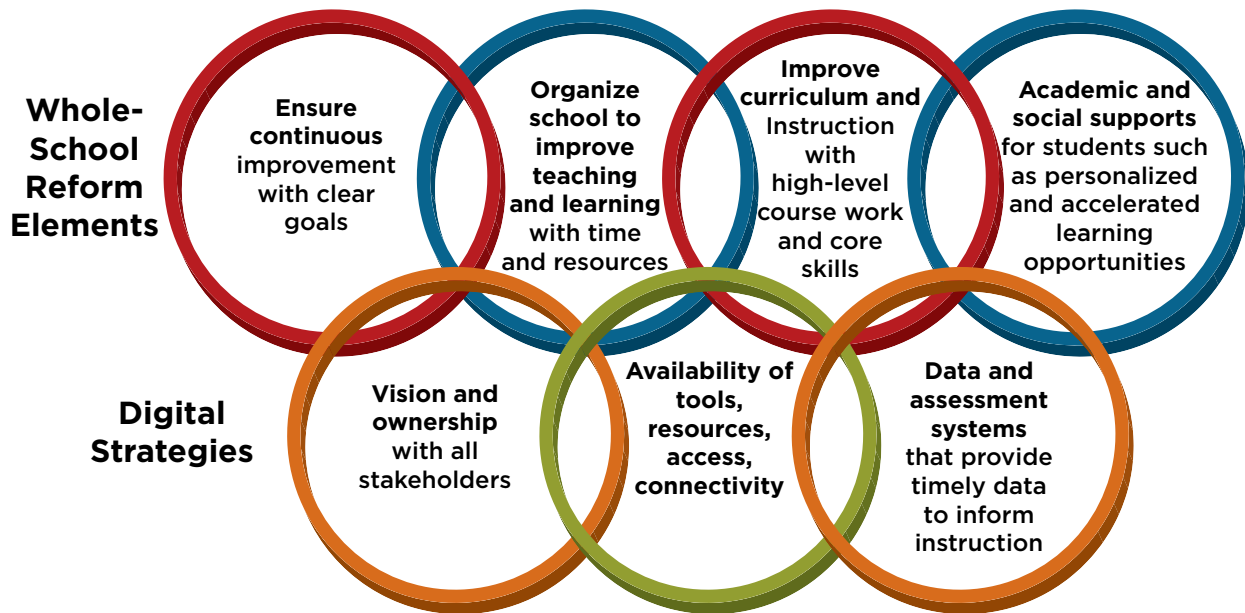 Whole-
School
Reform
Elements
Ensure
continuous
improvement
with clear
goals
Organize
school to
improve
teaching
and learning
with time
and resources
Improve
curriculum and
Instruction
with
high-level
course work
and core
skills
Academic and
social supports
for students such
as personalized
and accelerated
learning
opportunities
Digital
Strategies
Vision and
ownership
with all
stakeholders
Availability of
tools,
resources,
access,
connectivity
Data and
assessment
systems
that provide
timely data
to inform
instruction